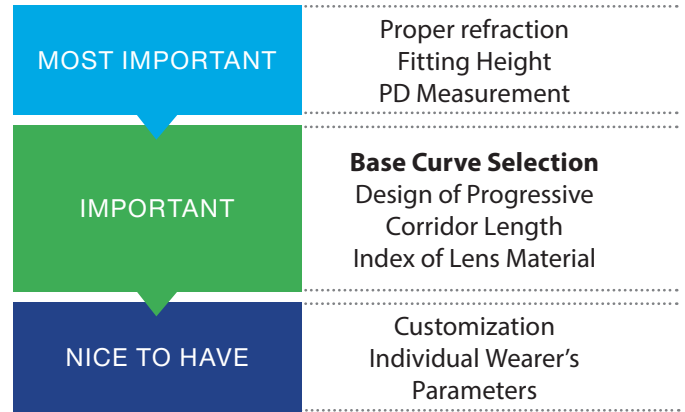 MOST IMPORTANT
Proper refraction
Fitting Height
PD Measurement
IMPORTANT
Base Curve Selection
Design of Progressive
Corridor Length
Index of Lens Material
NICE TO HAVE
Customization
Individual Wearer's
Parameters